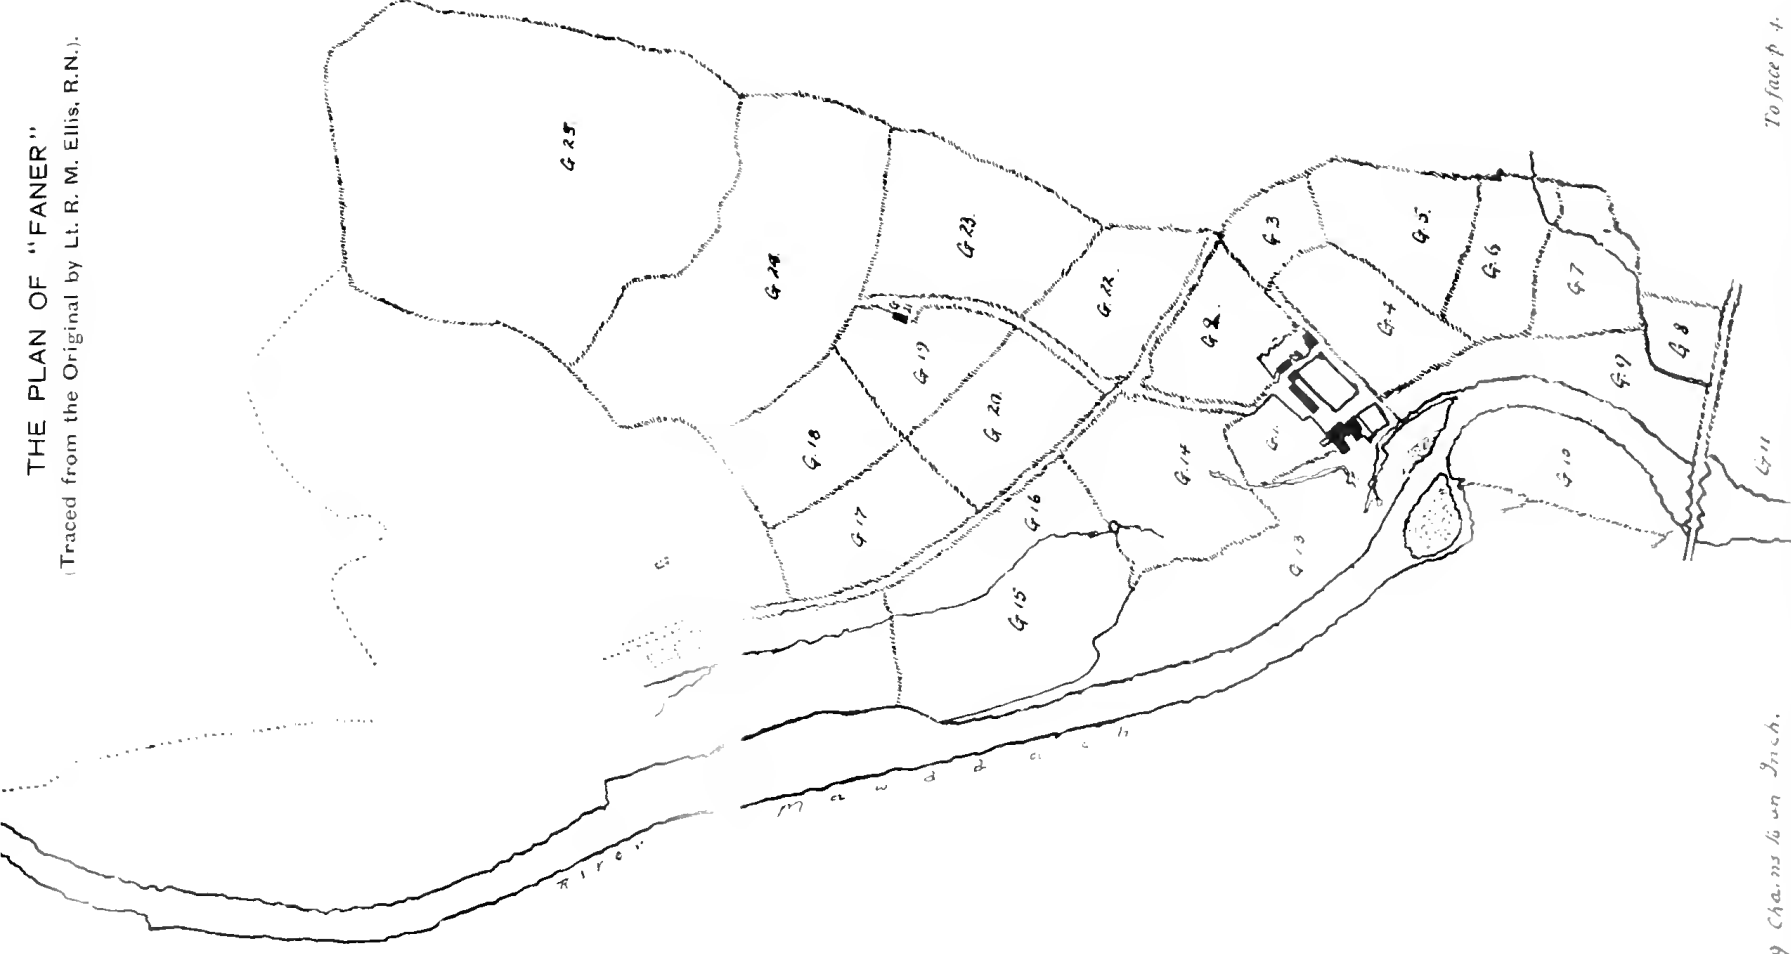 THE PLAN OF "FANER"
(Traced from the Original by Lt. R. M. Ellis, R.N.).
To face p 4.
G 25
G 24
G 23
G 22
G 3
G 5
G 6
G 7
G 8
G 9
G 4
G 2
G 1
G 21
G 19
G 20
G 18
G 17
G 16
G 15
G 14
G 13
G 10
G 11
G
River Mawddach
Chains to an Inch.